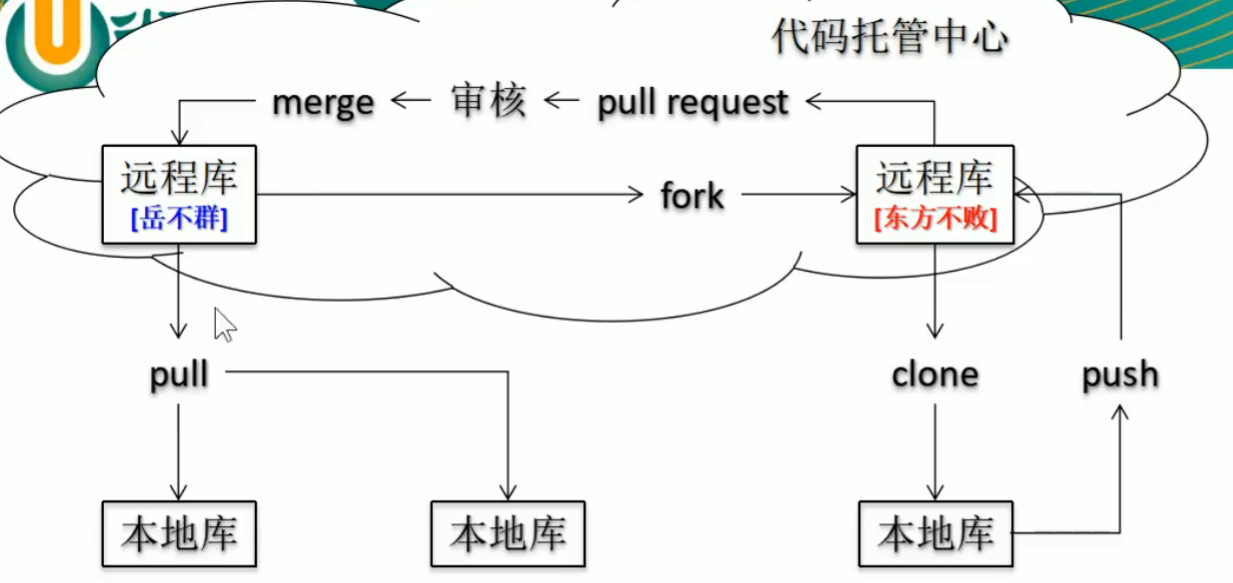 代码托管中心
merge
审核
pull request
远程库
[岳不群]
fork
远程库
[东方不败]
pull
clone
push
本地库
本地库
本地库